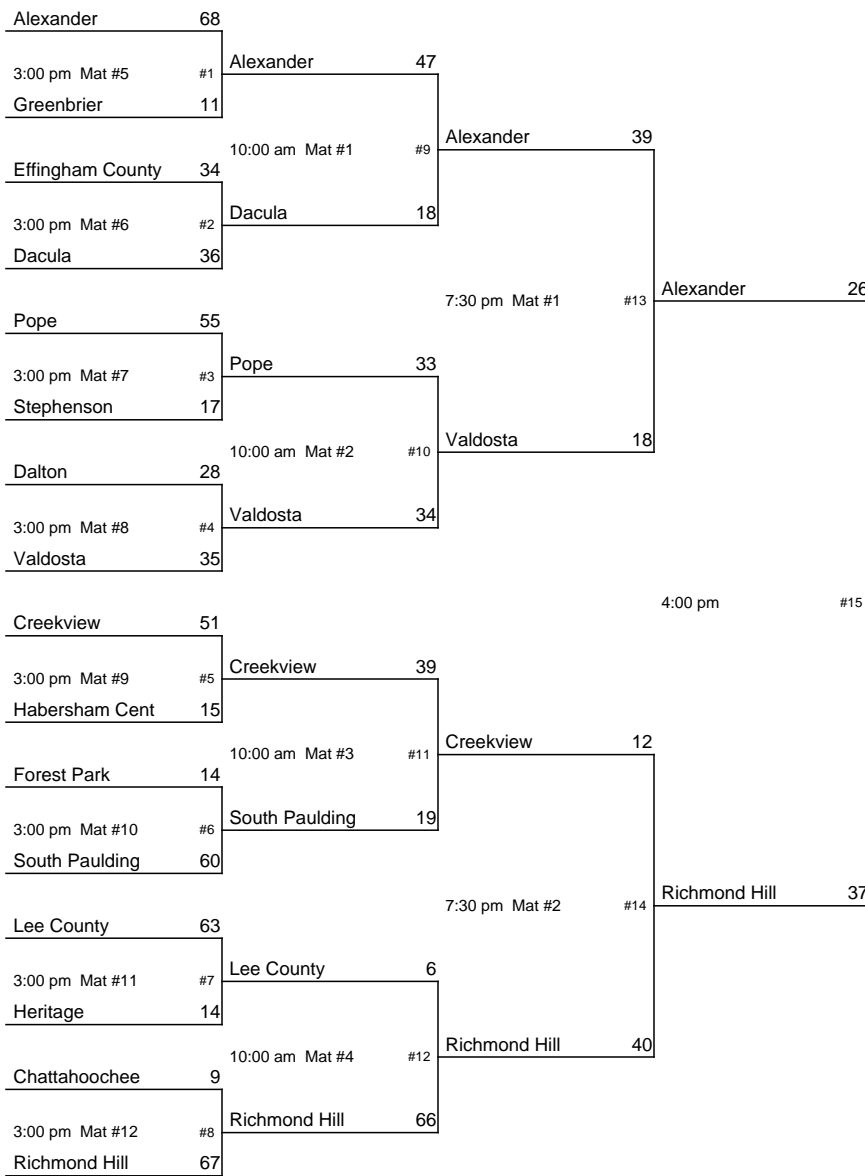 Alexander 68
Alexander 47
3:00 pm Mat #5 #1
Greenbrier 11
Alexander 39
10:00 am Mat #1 #9
Effingham County 34
Dacula 18
3:00 pm Mat #6 #2
Dacula 36
Alexander 26
7:30 pm Mat #1 #13
Pope 55
Pope 33
3:00 pm Mat #7 #3
Stephenson 17
Valdosta 18
10:00 am Mat #2 #10
Dalton 28
Valdosta 34
3:00 pm Mat #8 #4
Valdosta 35
4:00 pm #15
Creekview 51
Creekview 39
3:00 pm Mat #9 #5
Habersham Cent 15
Creekview 12
10:00 am Mat #3 #11
Forest Park 14
South Paulding 19
3:00 pm Mat #10 #6
South Paulding 60
Richmond Hill 37
7:30 pm Mat #2 #14
Lee County 63
Lee County 6
3:00 pm Mat #11 #7
Heritage 14
Richmond Hill 40
10:00 am Mat #4 #12
Chattahoochee 9
Richmond Hill 66
3:00 pm Mat #12 #8
Richmond Hill 67